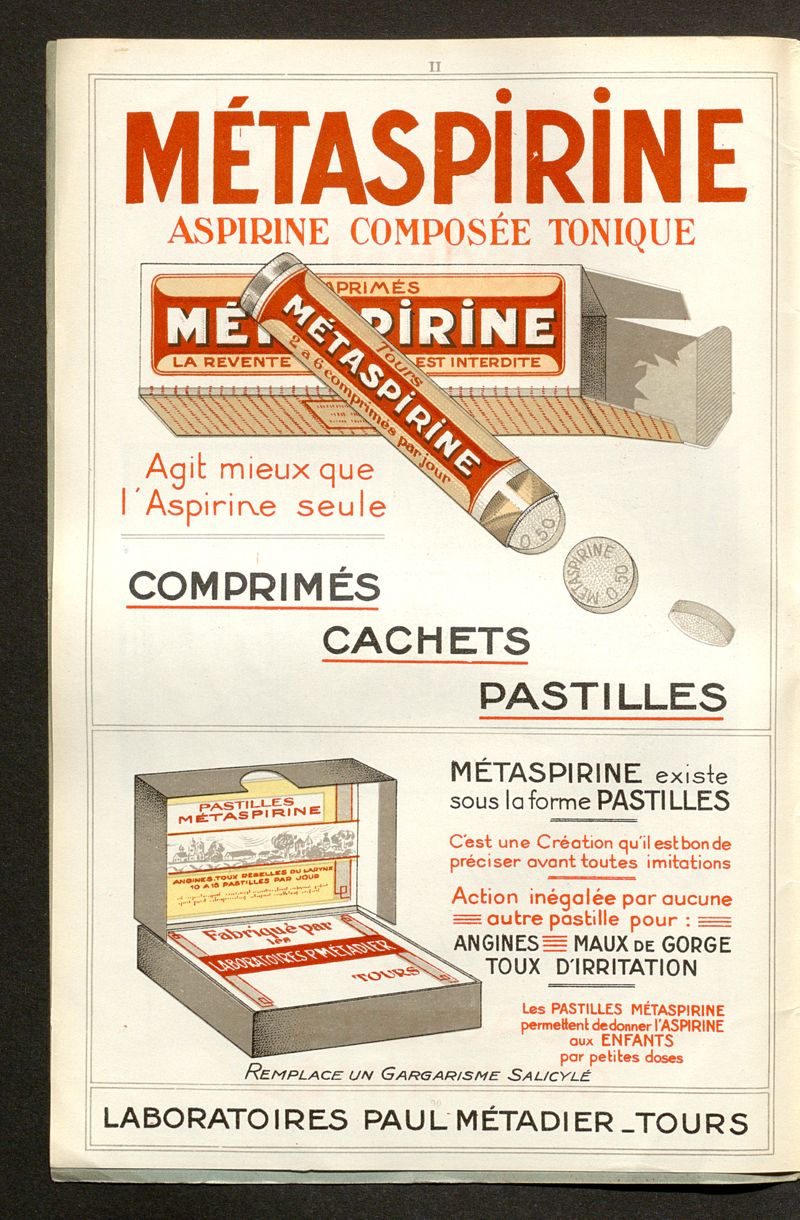 II
MÉTASPIRINE
ASPIRINE COMPOSÉE TONIQUE
PRIMÉS
MÉ PIRINE
LA REVENTE EST INTERDITE
Tours
MÉTASPIRINE
2 a 6 comprimés par jour
0,50
MÉTASPIRINE 0,50
Agit mieux que
l'Aspirine seule
COMPRIMÉS
CACHETS
PASTILLES
PASTILLES
MÉTASPIRINE
ANGINES.TOUX REBELLES DU LARYNX
10 A 15 PASTILLES PAR JOUR
Fabriqué par
les
LABORATOIRES P. MÉTADIER
TOURS
MÉTASPIRINE existe
sous la forme PASTILLES
C'est une Création qu'il est bon de
préciser avant toutes imitations
Action inégalée par aucune
autre pastille pour :
ANGINES MAUX DE GORGE
TOUX D'IRRITATION
Les PASTILLES MÉTASPIRINE
permettent de donner l'ASPIRINE
aux ENFANTS
par petites doses
REMPLACE UN GARGARISME SALICYLÉ
LABORATOIRES PAUL MÉTADIER_TOURS